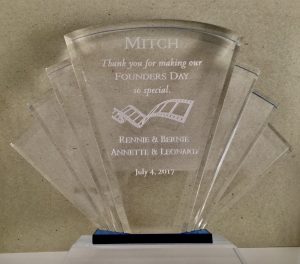 MITCH
Thank you for making our
FOUNDERS DAY
so special.
RENNIE & BERNIE
ANNETTE & LEONARD
July 4, 2017